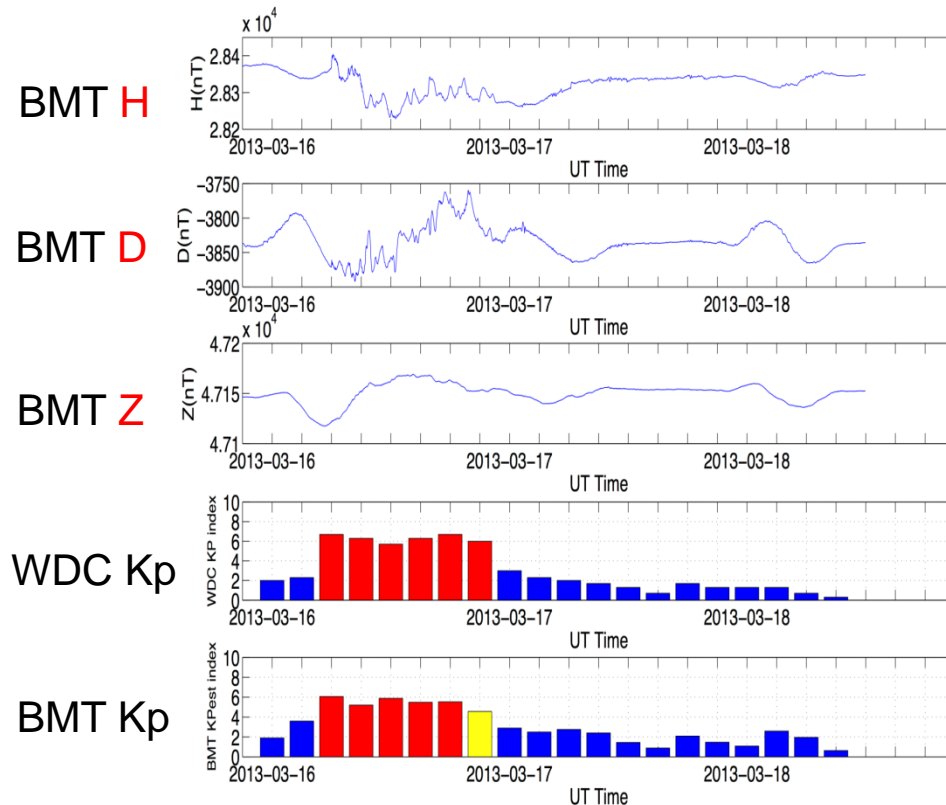 x 10⁴
BMT H
H(nT)
2.84
2.83
2.82
2013-03-16 2013-03-17 2013-03-18
UT Time
BMT D
D(nT)
-3750
-3800
-3850
-3900
2013-03-16 2013-03-17 2013-03-18
UT Time
x 10⁴
BMT Z
Z(nT)
4.72
4.715
4.71
2013-03-16 2013-03-17 2013-03-18
UT Time
WDC Kp
WDC KP index
10
8
6
4
2
0
2013-03-16 2013-03-17 2013-03-18
UT Time
BMT Kp
BMT KPest index
10
8
6
4
2
0
2013-03-16 2013-03-17 2013-03-18
UT Time